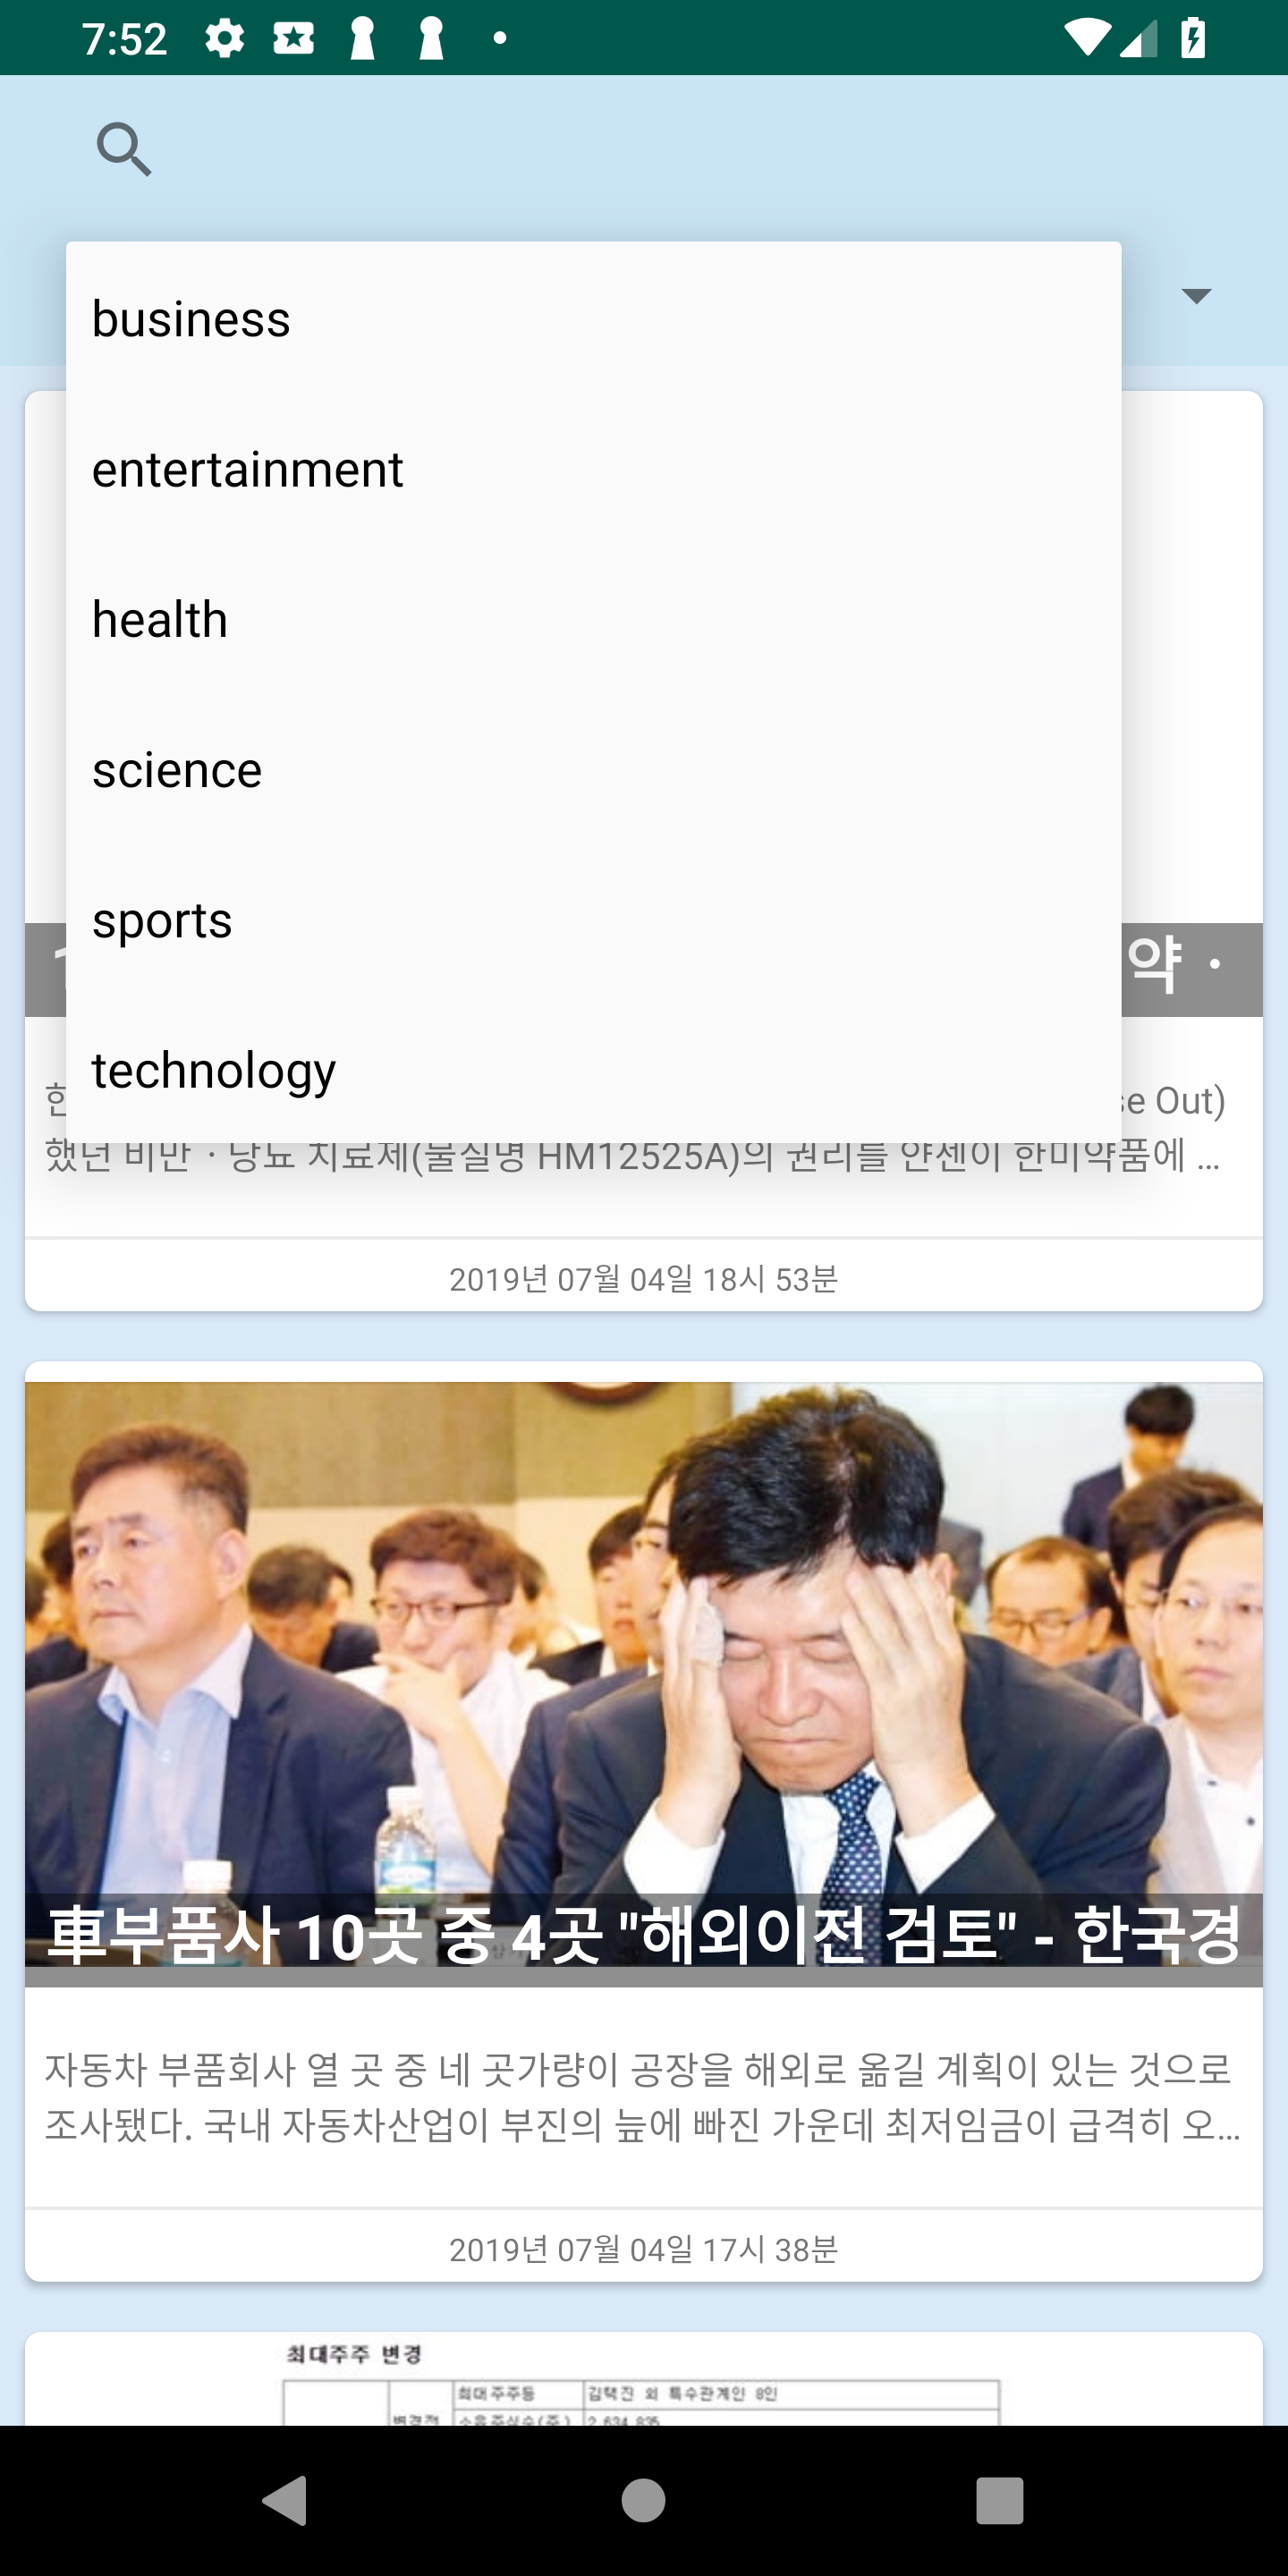 7:52
business
entertainment
health
science
sports
technology
약 ·
se Out)
했던 비만 · 당뇨 치료제(물질명 HM12525A)의 권리를 얀센이 한미약품에 ...
2019년 07월 04일 18시 53분
車부품사 10곳 중 4곳 "해외이전 검토" - 한국경
자동차 부품회사 열 곳 중 네 곳가량이 공장을 해외로 옮길 계획이 있는 것으로
조사됐다. 국내 자동차산업이 부진의 늪에 빠진 가운데 최저임금이 급격히 오...
2019년 07월 04일 17시 38분
최대주주 변경
최대주주등 김택진 외 특수관계인 8인
변경전 소유주식수(주) 2,634,835